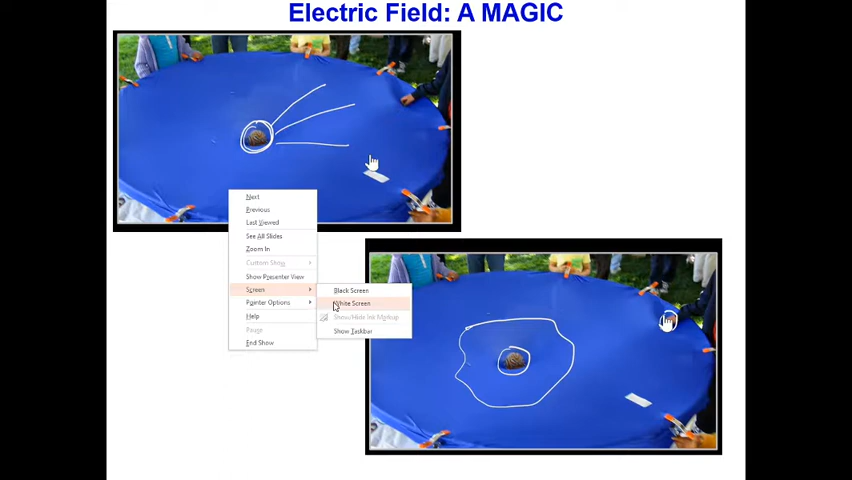 Electric Field: A MAGIC
Next
Previous
Last Viewed
See All Slides
Zoom In
Custom Show
Show Presenter View
Screen
Pointer Options
Help
Pause
End Show
Black Screen
White Screen
Show/Hide Ink Markup
Show Taskbar